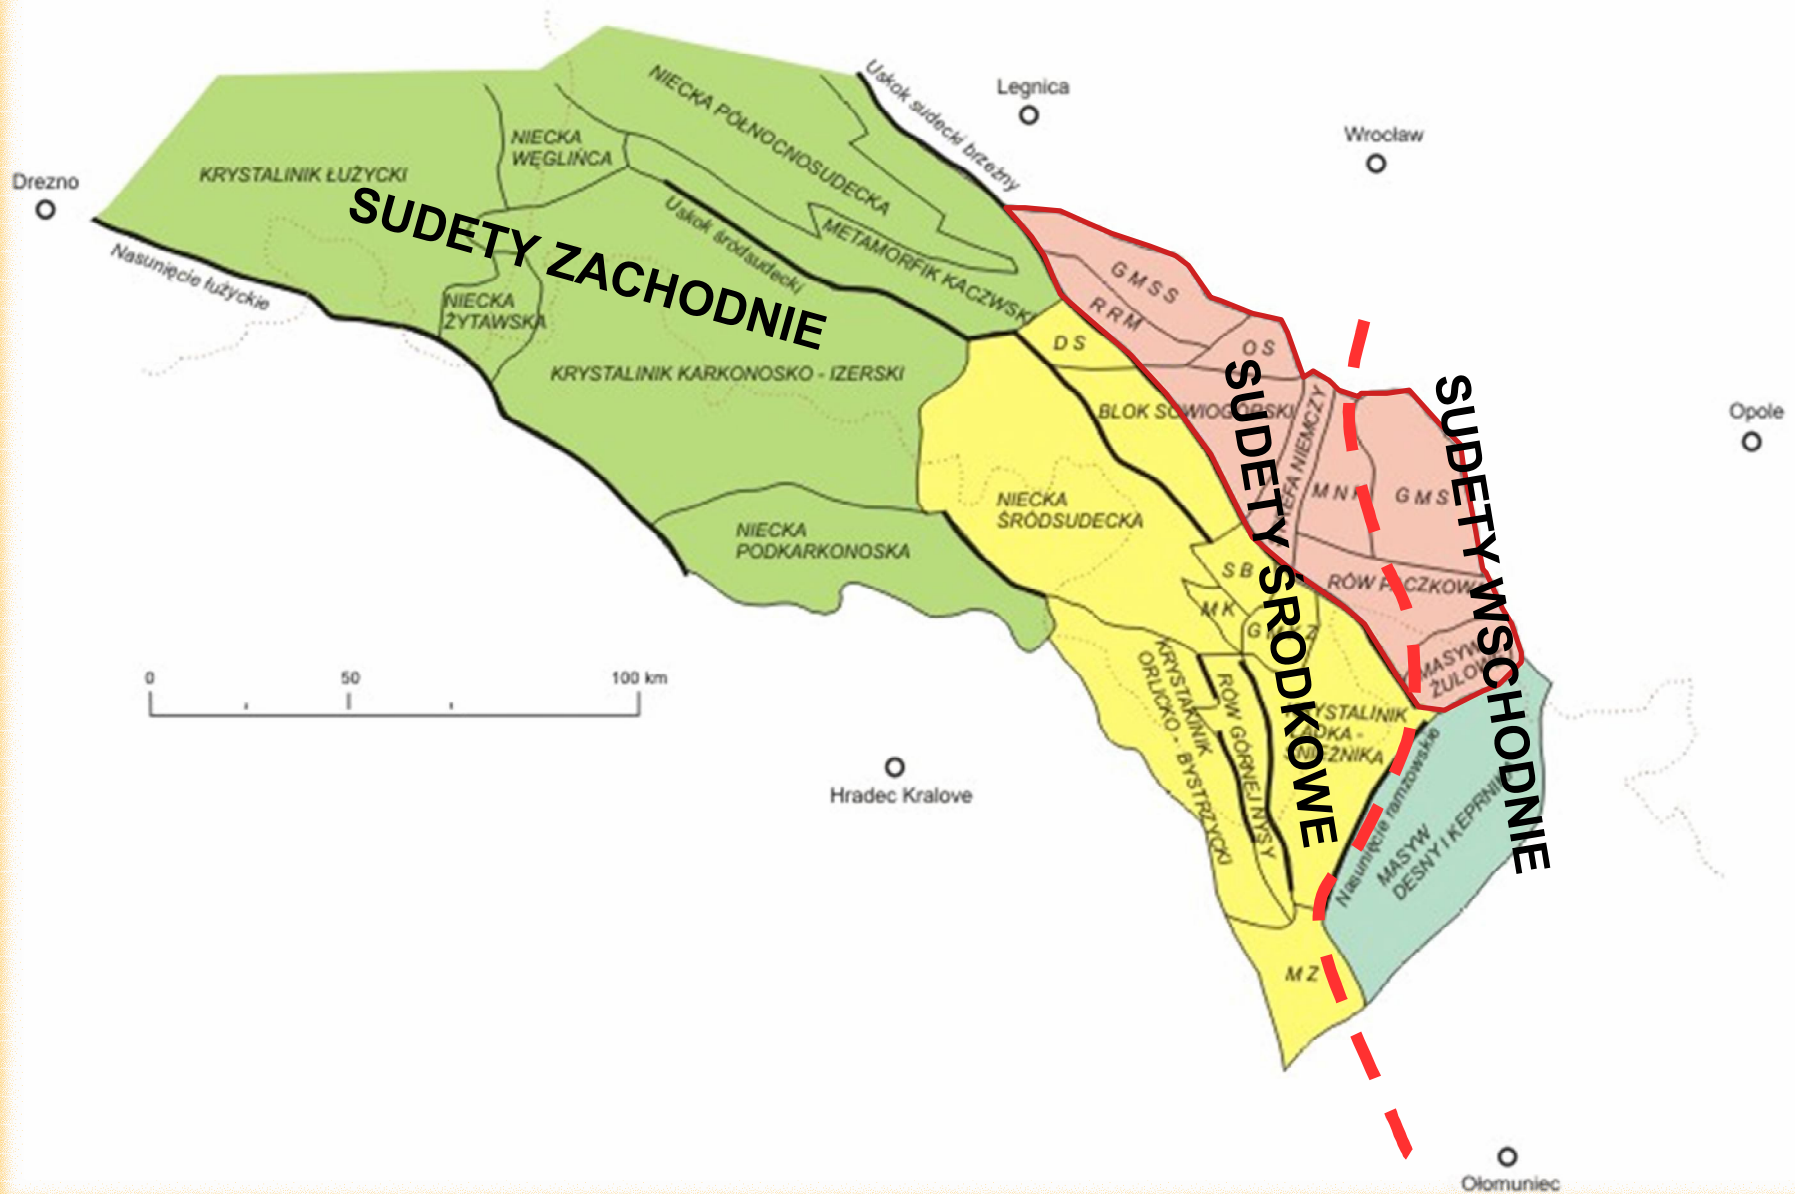 Legnica
Wrocław
Drezno
Opole
Hradec Kralove
Ołomuniec
Uskok sudecki brzeżny
NIECKA PÓŁNOCNOSUDECKA
NIECKA
WĘGLIŃCA
KRYSTALINIK ŁUŻYCKI
SUDETY ZACHODNIE
METAMORFIK KACZWSKI
Uskok śródsudecki
Nasunięcie łużyckie
NIECKA
ŻYTAWSKA
KRYSTALINIK KARKONOSKO - IZERSKI
NIECKA
PODKARKONOSKA
G M S S
R R M
O S
D S
BLOK SOWIOGÓRSKI
NIEMCZY
M N
G M S
SUDETY ŚRODKOWE
SUDETY WSCHODNIE
NIECKA
ŚRÓDSUDECKA
S B
M K
RÓW
MASYW
KRYSTALINIK
ORLICKO - BYSTRZYCKI
RÓW GÓRNEJ NYSY
Nasunięcie ramzowskie
MASYW
DESNY I KEPRNIKA
M Z
0 50 100 km